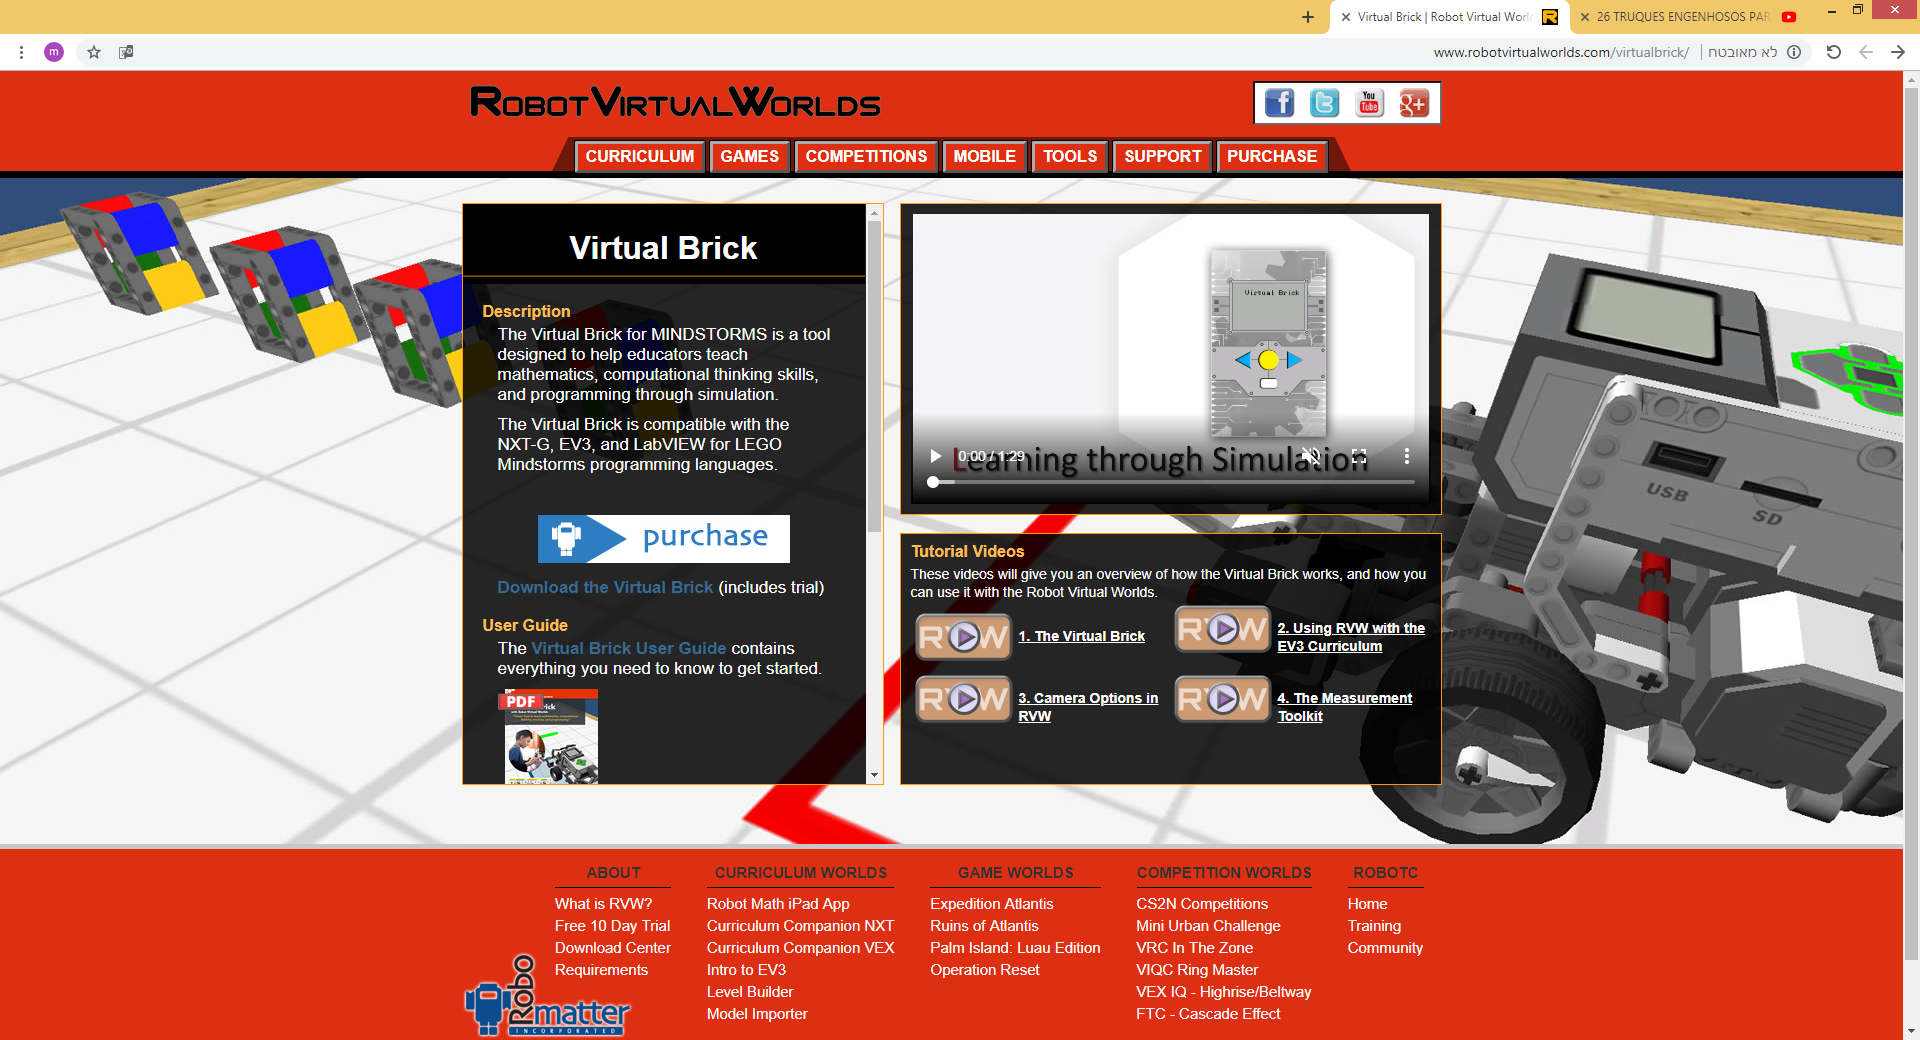 Virtual Brick | Robot Virtual Worl
26 TRUQUES ENGENHOSOS PAR
m
www.robotvirtualworlds.com/virtualbrick/
לא מאובטח
ROBOTVIRTUALWORLDS
You
Tube
CURRICULUM GAMES COMPETITIONS MOBILE TOOLS SUPPORT PURCHASE
Virtual Brick
Description
The Virtual Brick for MINDSTORMS is a tool
designed to help educators teach
mathematics, computational thinking skills,
and programming through simulation.
The Virtual Brick is compatible with the
NXT-G, EV3, and LabVIEW for LEGO
Mindstorms programming languages.
purchase
Download the Virtual Brick (includes trial)
User Guide
The Virtual Brick User Guide contains
everything you need to know to get started.
PDF
Virtual Brick
Learning through Simulation
0:00 / 1:29
Tutorial Videos
These videos will give you an overview of how the Virtual Brick works, and how you
can use it with the Robot Virtual Worlds.
RVW
1. The Virtual Brick
RVW
2. Using RVW with the
EV3 Curriculum
RVW
3. Camera Options in
RVW
RVW
4. The Measurement
Toolkit
USB
SD
ABOUT
What is RVW?
Free 10 Day Trial
Download Center
Requirements
CURRICULUM WORLDS
Robot Math iPad App
Curriculum Companion NXT
Curriculum Companion VEX
Intro to EV3
Level Builder
Model Importer
GAME WORLDS
Expedition Atlantis
Ruins of Atlantis
Palm Island: Luau Edition
Operation Reset
COMPETITION WORLDS
CS2N Competitions
Mini Urban Challenge
VRC In The Zone
VIQC Ring Master
VEX IQ - Highrise/Beltway
FTC - Cascade Effect
ROBOTC
Home
Training
Community
Robo
matter
INCORPORATED